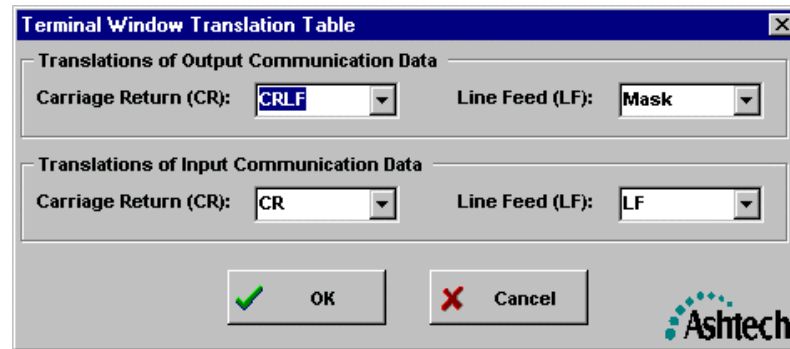 Terminal Window Translation Table
Translations of Output Communication Data
Carriage Return (CR): CRLF Line Feed (LF): Mask
Translations of Input Communication Data
Carriage Return (CR): CR Line Feed (LF): LF
OK Cancel
Ashtech